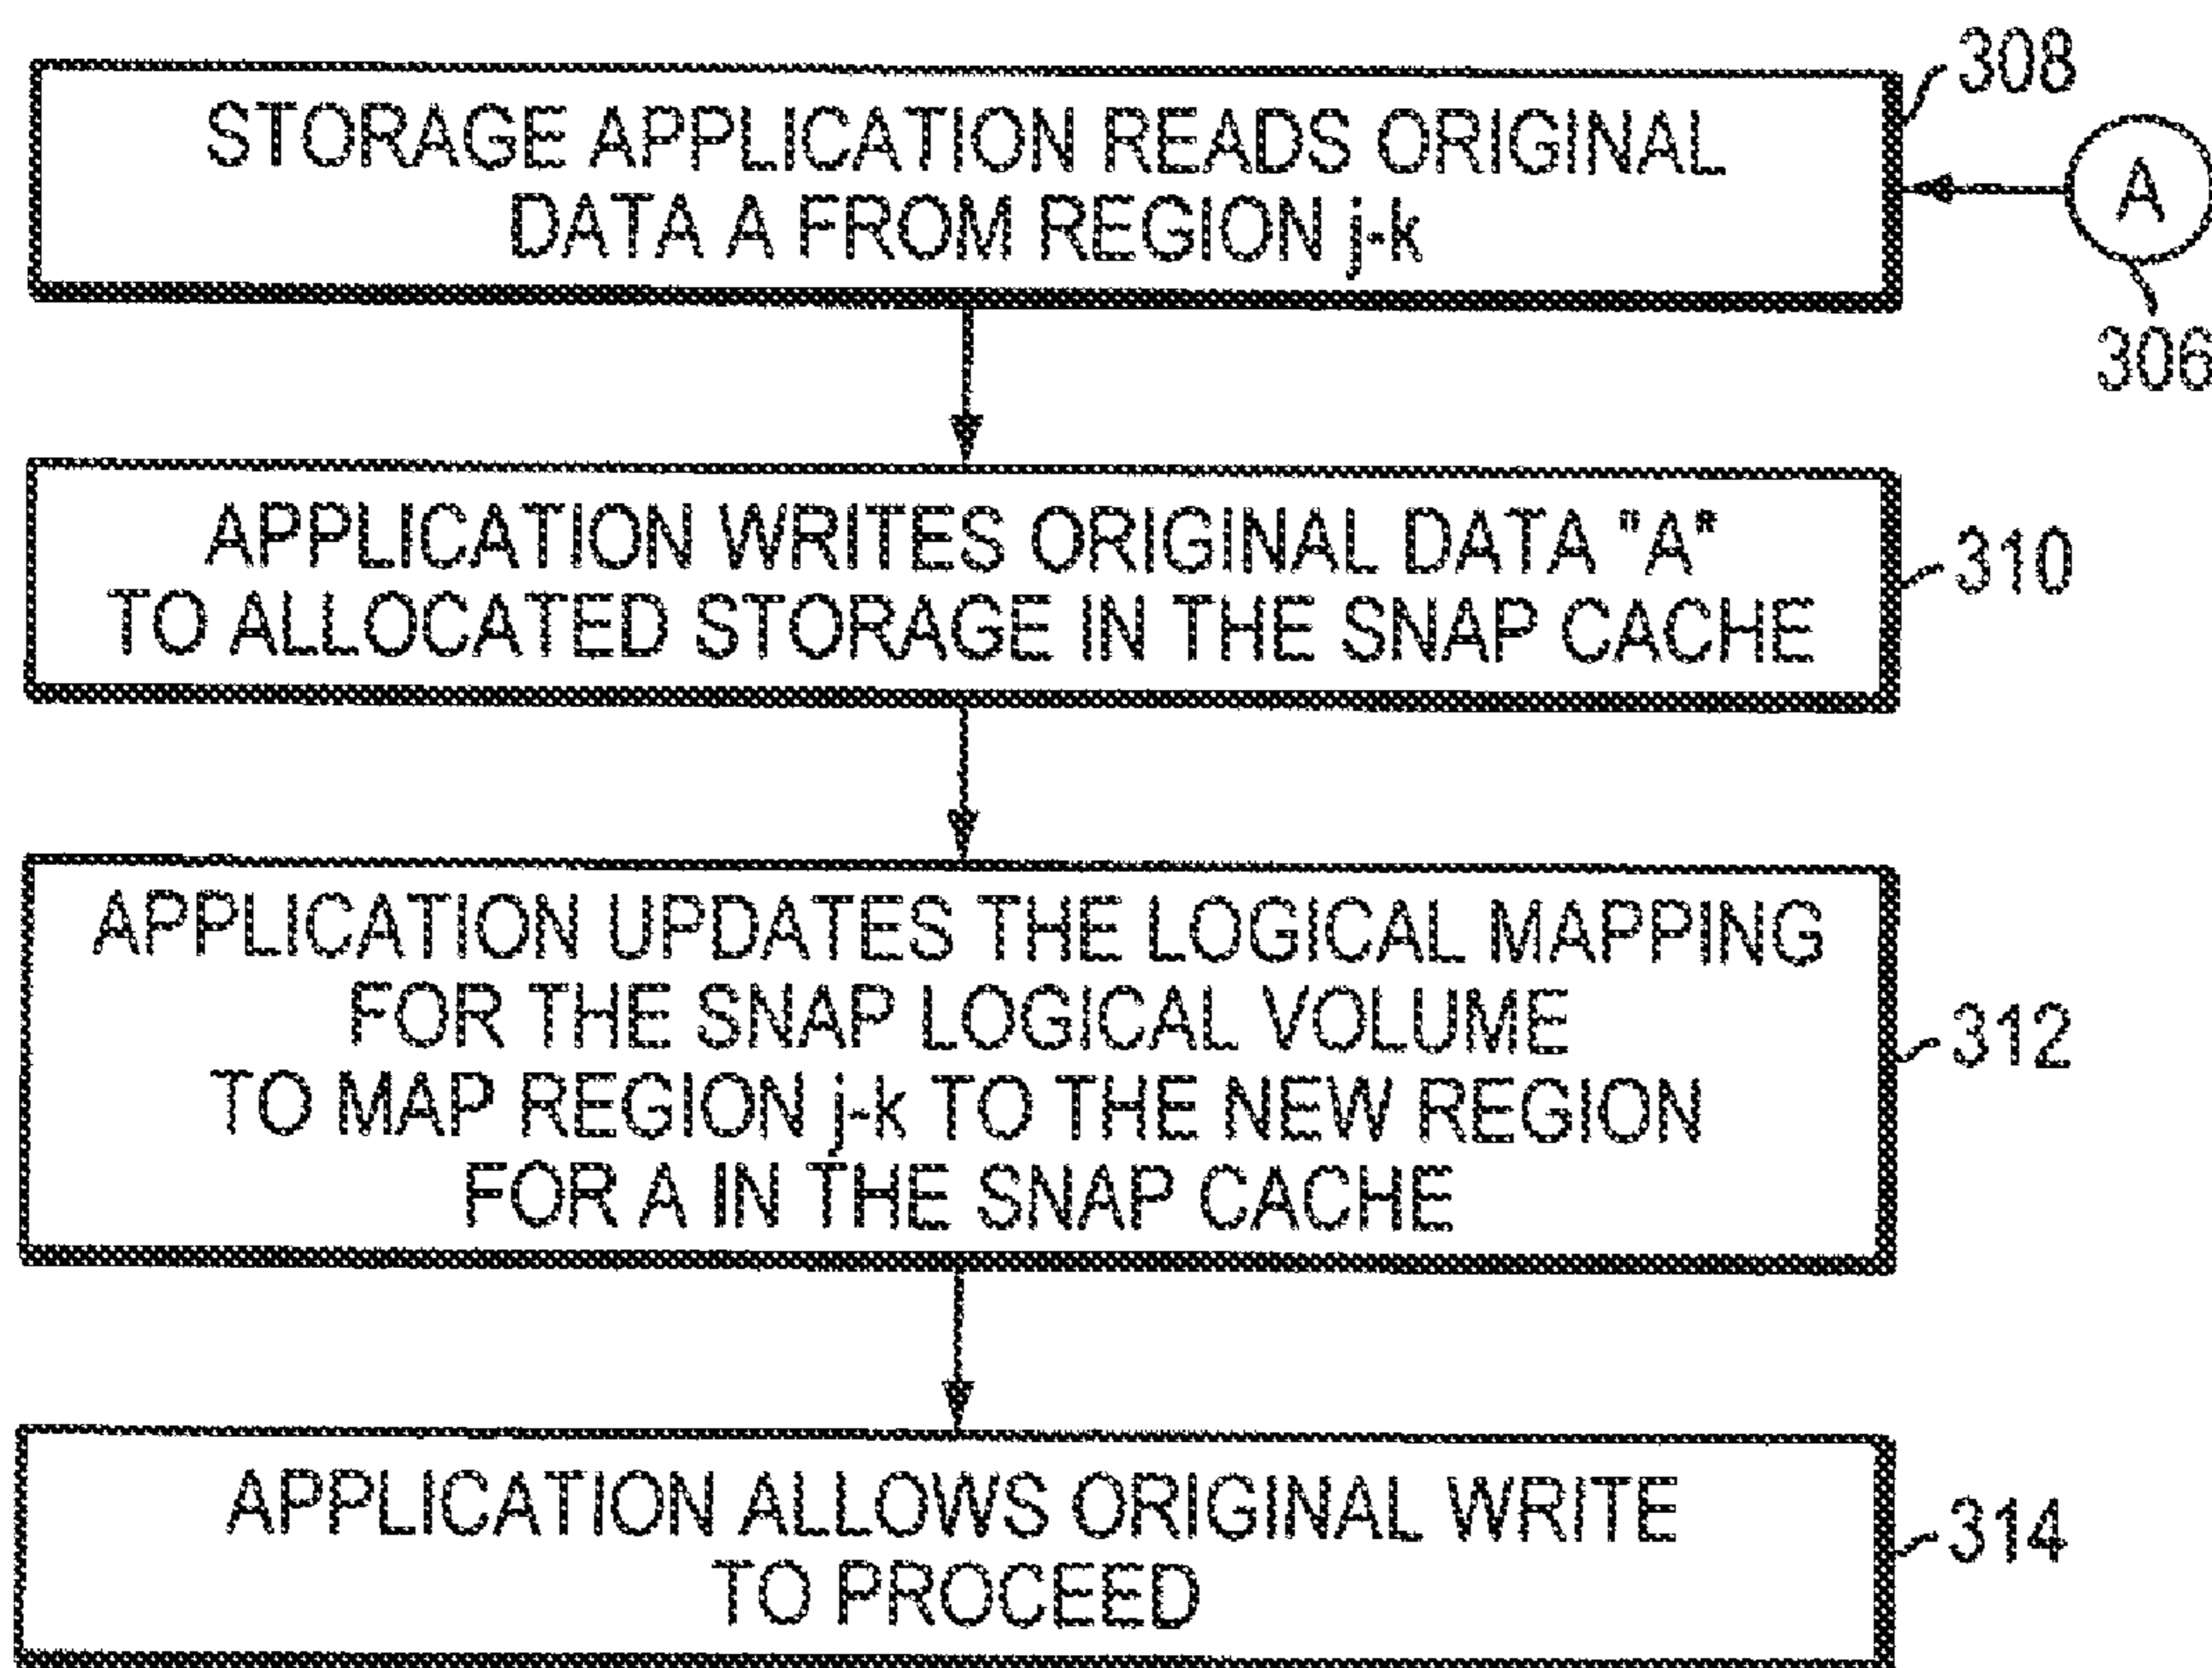 STORAGE APPLICATION READS ORIGINAL
DATA A FROM REGION j-k
308
A
306
APPLICATION WRITES ORIGINAL DATA "A"
TO ALLOCATED STORAGE IN THE SNAP CACHE
310
APPLICATION UPDATES THE LOGICAL MAPPING
FOR THE SNAP LOGICAL VOLUME
TO MAP REGION j-k TO THE NEW REGION
FOR A IN THE SNAP CACHE
312
APPLICATION ALLOWS ORIGINAL WRITE
TO PROCEED
314